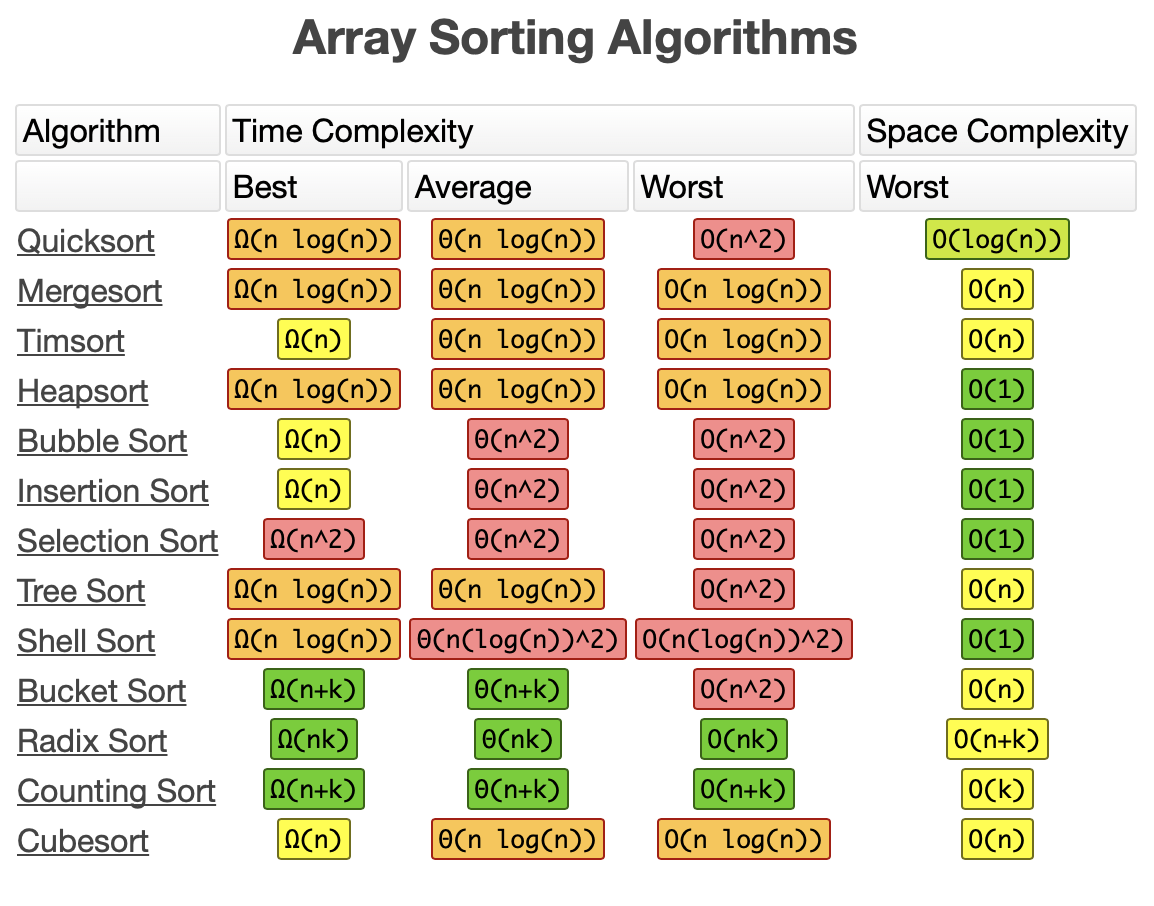 Array Sorting Algorithms
Algorithm Time Complexity Space Complexity
Best Average Worst Worst
Quicksort Ω(n log(n)) Θ(n log(n)) O(n^2) O(log(n))
Mergesort Ω(n log(n)) Θ(n log(n)) O(n log(n)) O(n)
Timsort Ω(n) Θ(n log(n)) O(n log(n)) O(n)
Heapsort Ω(n log(n)) Θ(n log(n)) O(n log(n)) O(1)
Bubble Sort Ω(n) Θ(n^2) O(n^2) O(1)
Insertion Sort Ω(n) Θ(n^2) O(n^2) O(1)
Selection Sort Ω(n^2) Θ(n^2) O(n^2) O(1)
Tree Sort Ω(n log(n)) Θ(n log(n)) O(n^2) O(n)
Shell Sort Ω(n log(n)) Θ(n(log(n))^2) O(n(log(n))^2) O(1)
Bucket Sort Ω(n+k) Θ(n+k) O(n^2) O(n)
Radix Sort Ω(nk) Θ(nk) O(nk) O(n+k)
Counting Sort Ω(n+k) Θ(n+k) O(n+k) O(k)
Cubesort Ω(n) Θ(n log(n)) O(n log(n)) O(n)